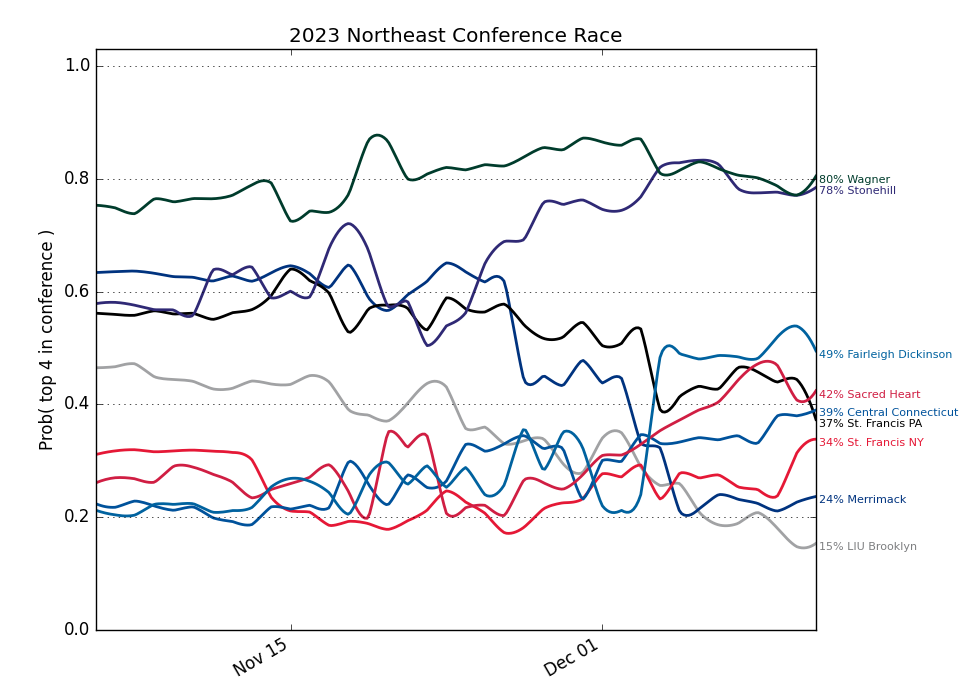 2023 Northeast Conference Race
Prob( top 4 in conference )
1.0
0.8
0.6
0.4
0.2
0.0
Nov 15
Dec 01
80% Wagner
78% Stonehill
49% Fairleigh Dickinson
42% Sacred Heart
39% Central Connecticut
37% St. Francis PA
34% St. Francis NY
24% Merrimack
15% LIU Brooklyn